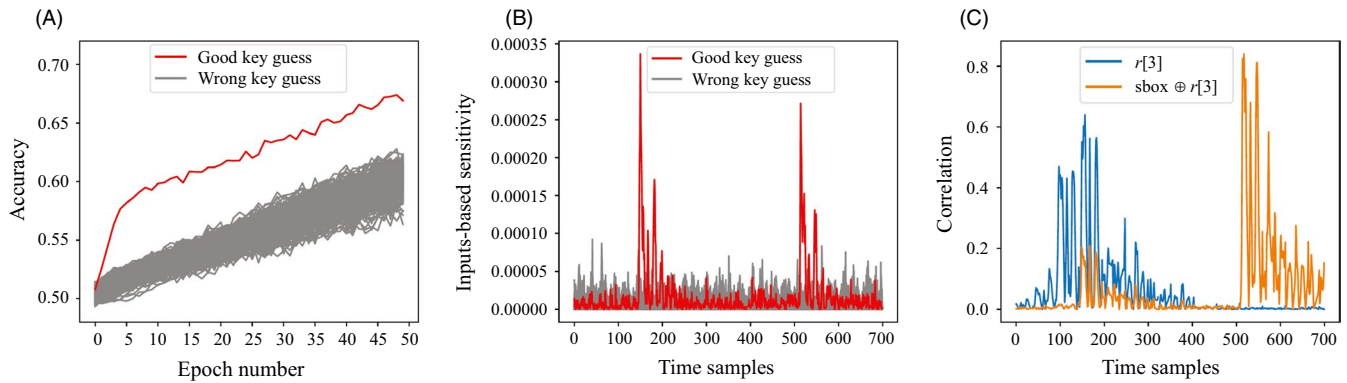 (A)
Good key guess
Wrong key guess
0.70
0.65
0.60
0.55
0.50
Accuracy
0 5 10 15 20 25 30 35 40 45 50
Epoch number
(B)
Good key guess
Wrong key guess
0.00035
0.00030
0.00025
0.00020
0.00015
0.00010
0.00005
0.00000
Inputs-based sensitivity
0 100 200 300 400 500 600 700
Time samples
(C)
r[3]
sbox ⊕ r[3]
0.8
0.6
0.4
0.2
0.0
Correlation
0 100 200 300 400 500 600 700
Time samples